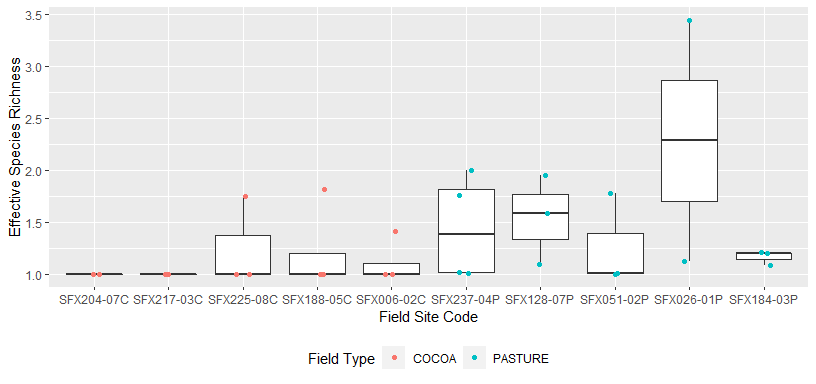 Effective Species Richness
3.5
3.0
2.5
2.0
1.5
1.0
SFX204-07C SFX217-03C SFX225-08C SFX188-05C SFX006-02C SFX237-04P SFX128-07P SFX051-02P SFX026-01P SFX184-03P
Field Site Code
Field Type COCOA PASTURE